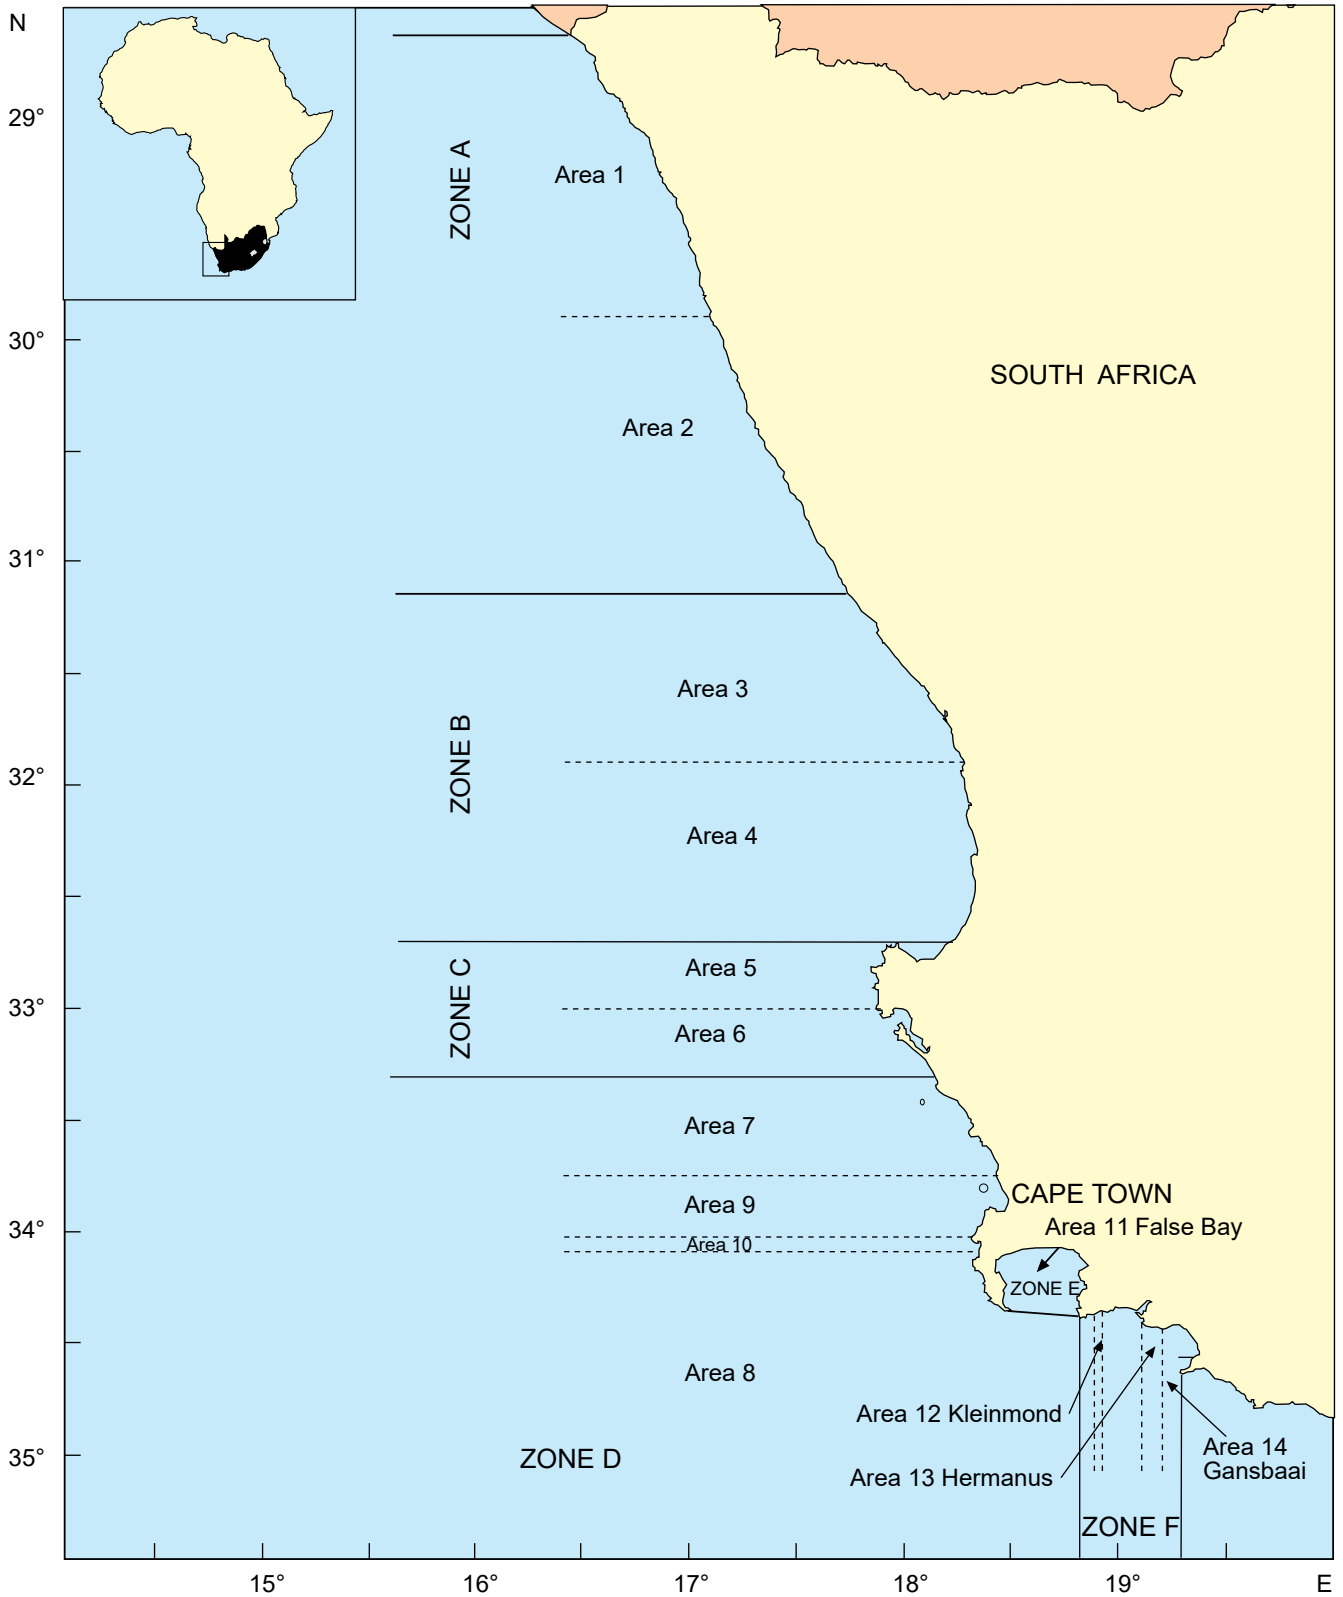 N
29°
ZONE A
Area 1
30°
SOUTH AFRICA
Area 2
31°
Area 3
ZONE B
32°
Area 4
Area 5
ZONE C
33°
Area 6
Area 7
CAPE TOWN
Area 9
34°
Area 11 False Bay
Area 10
ZONE E
Area 8
Area 12 Kleinmond
35°
ZONE D
Area 14
Gansbaai
Area 13 Hermanus
ZONE F
15°
16°
17°
18°
19°
E